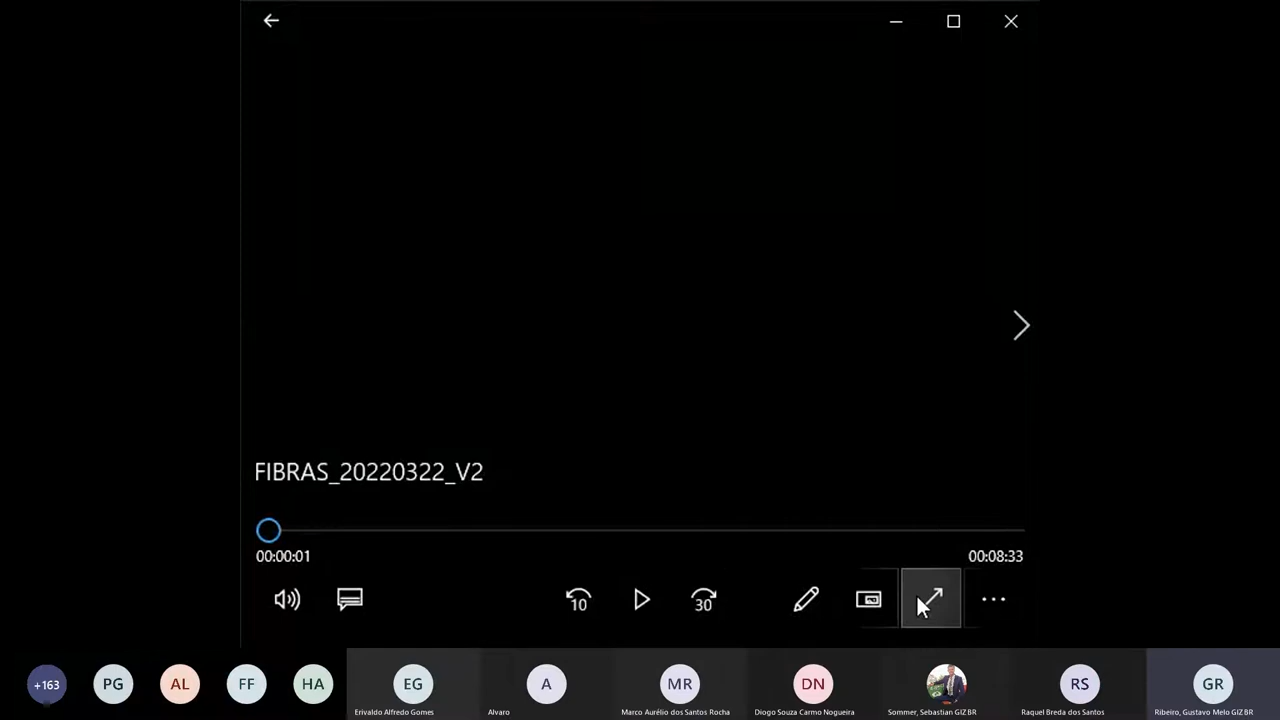 FIBRAS_20220322_V2
00:00:01
00:08:33
10
30
+163
PG
AL
FF
HA
EG
A
MR
DN
RS
GR
Erivaldo Alfredo Gomes
Alvaro
Marco Aurélio dos Santos Rocha
Diogo Souza Carmo Nogueira
Sommer, Sebastian GIZ BR
Raquel Breda dos Santos
Ribeiro, Gustavo Melo GIZ BR